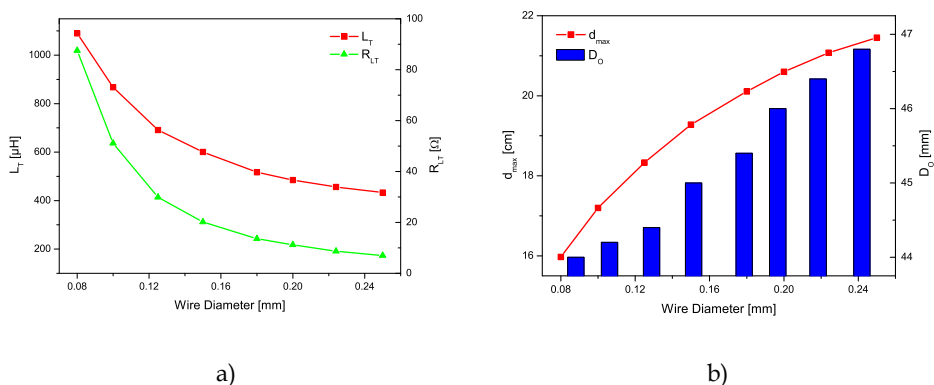 L_T
R_LT
L_T [µH]
1000
800
600
400
200
100
80
60
40
20
0
R_LT [Ω]
0.08 0.12 0.16 0.20 0.24
Wire Diameter [mm]
a)
d_max
D_O
d_max [cm]
22
20
18
16
47
46
45
44
D_O [mm]
0.08 0.12 0.16 0.20 0.24
Wire Diameter [mm]
b)